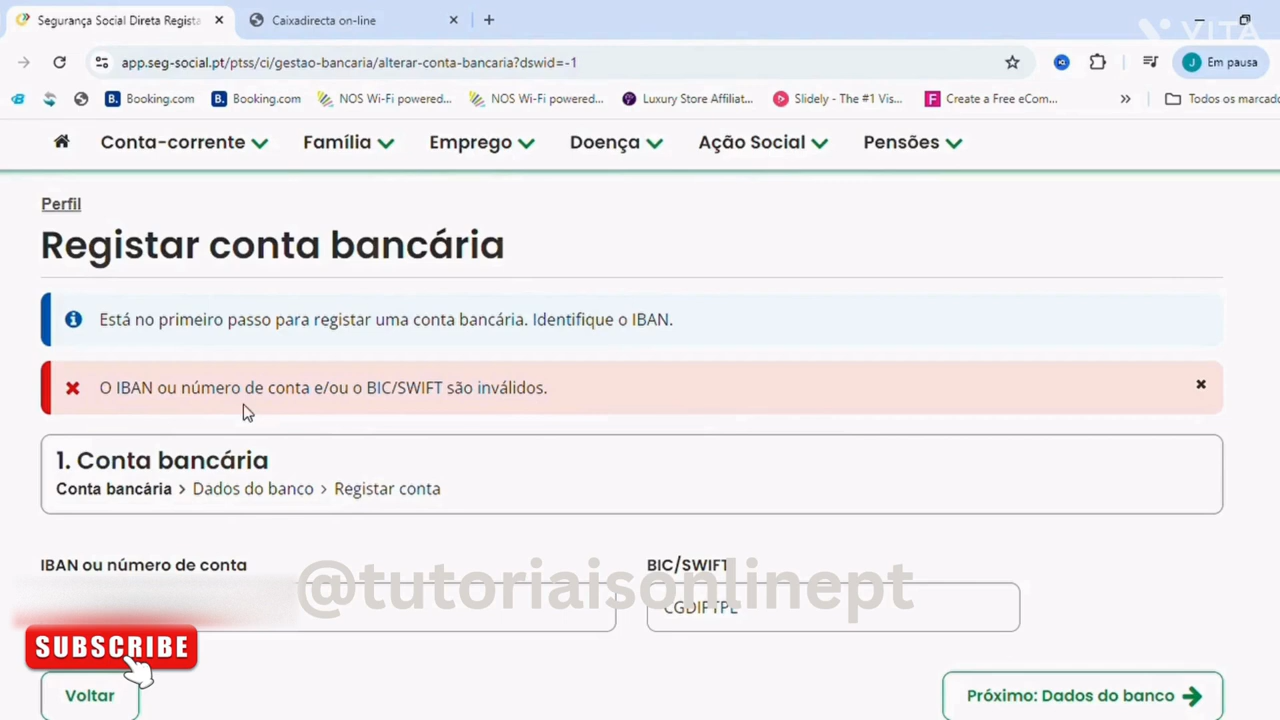 Segurança Social Direta Regista
Caixadirecta on-line
VITA
app.seg-social.pt/ptss/ci/gestao-bancaria/alterar-conta-bancaria?dswid=-1
J Em pausa
Booking.com
Booking.com
NOS Wi-Fi powered...
NOS Wi-Fi powered...
Luxury Store Affiliat...
Slidely - The #1 Vis...
Create a Free eCom...
Todos os marcado
Conta-corrente
Família
Emprego
Doença
Ação Social
Pensões
Perfil
Registar conta bancária
Está no primeiro passo para registar uma conta bancária. Identifique o IBAN.
O IBAN ou número de conta e/ou o BIC/SWIFT são inválidos.
1. Conta bancária
Conta bancária > Dados do banco > Registar conta
IBAN ou número de conta
BIC/SWIFT
@tutoriaisonlinept
CGDIPTPL
SUBSCRIBE
Voltar
Próximo: Dados do banco